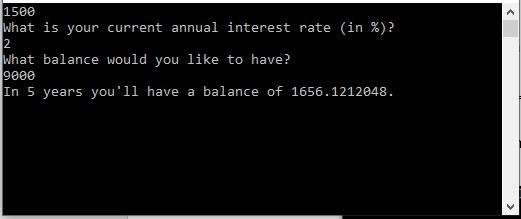 1500
What is your current annual interest rate (in %)?
2
What balance would you like to have?
9000
In 5 years you'll have a balance of 1656.1212048.